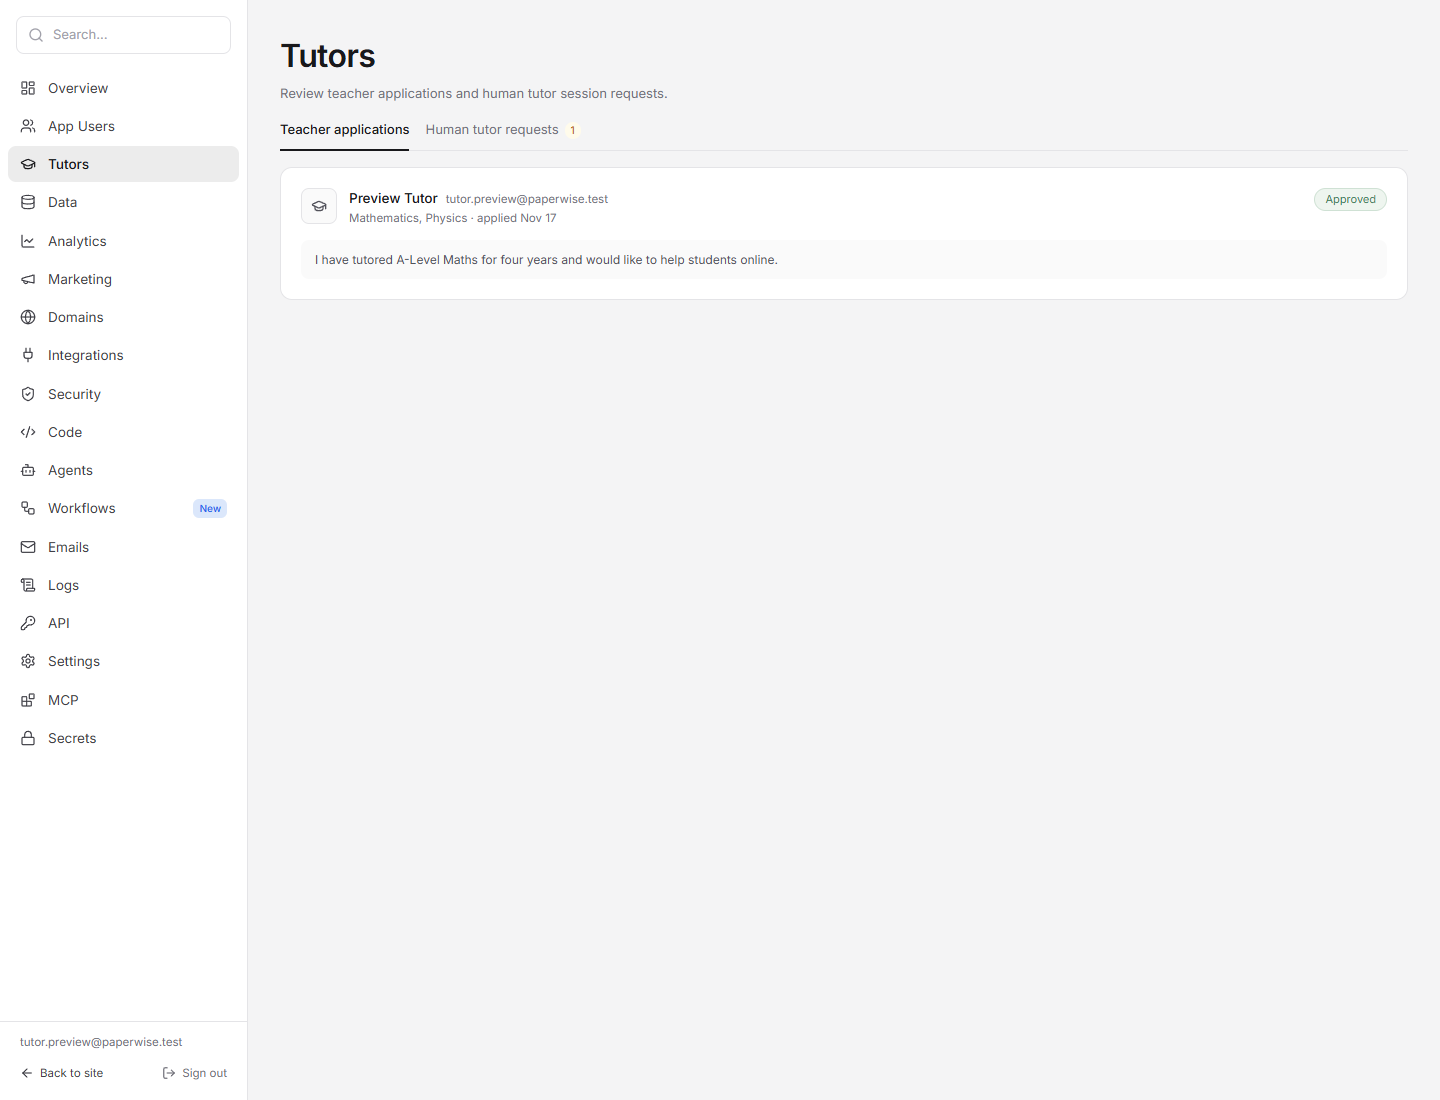 Search...
Overview
App Users
Tutors
Data
Analytics
Marketing
Domains
Integrations
Security
Code
Agents
Workflows New
Emails
Logs
API
Settings
MCP
Secrets
tutor.preview@paperwise.test
Back to site Sign out
Tutors
Review teacher applications and human tutor session requests.
Teacher applications Human tutor requests 1
Preview Tutor tutor.preview@paperwise.test Approved
Mathematics, Physics · applied Nov 17
I have tutored A-Level Maths for four years and would like to help students online.